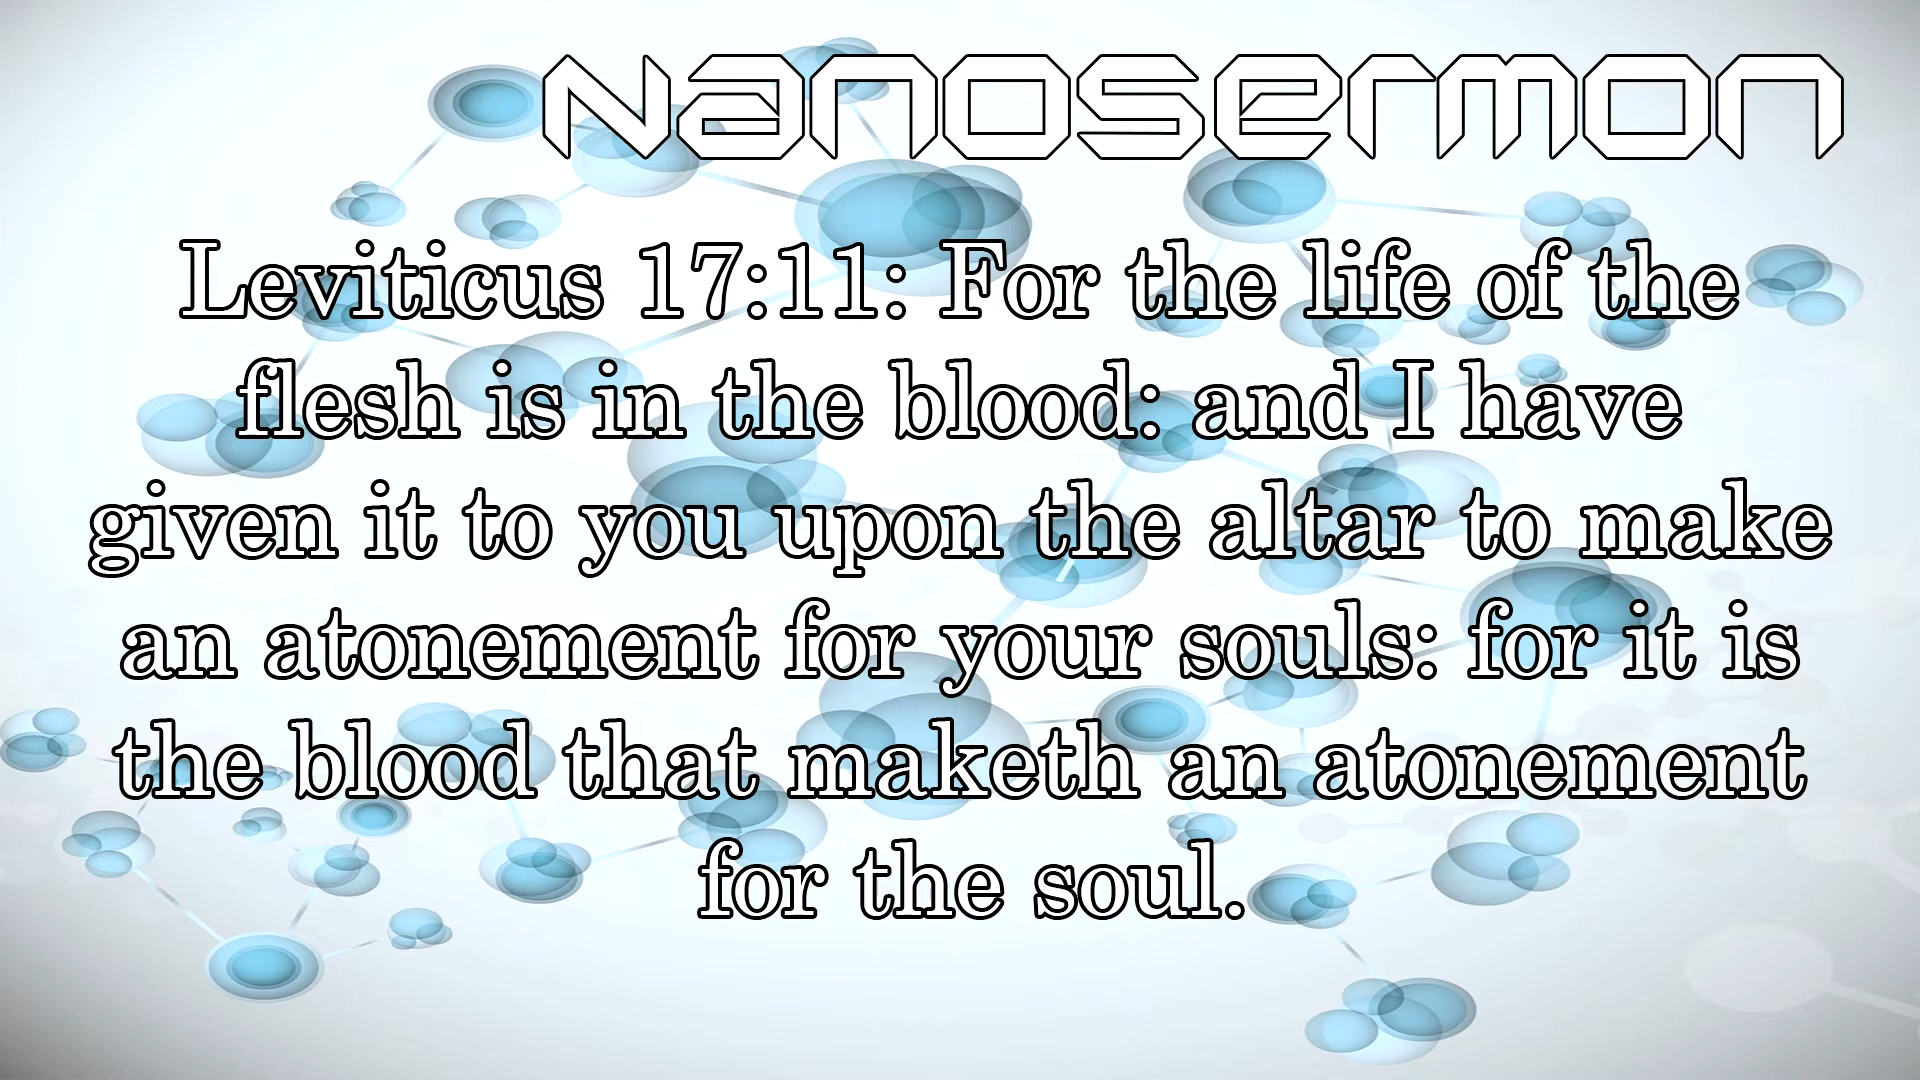 Nanosermon
Leviticus 17:11: For the life of the
flesh is in the blood: and I have
given it to you upon the altar to make
an atonement for your souls: for it is
the blood that maketh an atonement
for the soul.